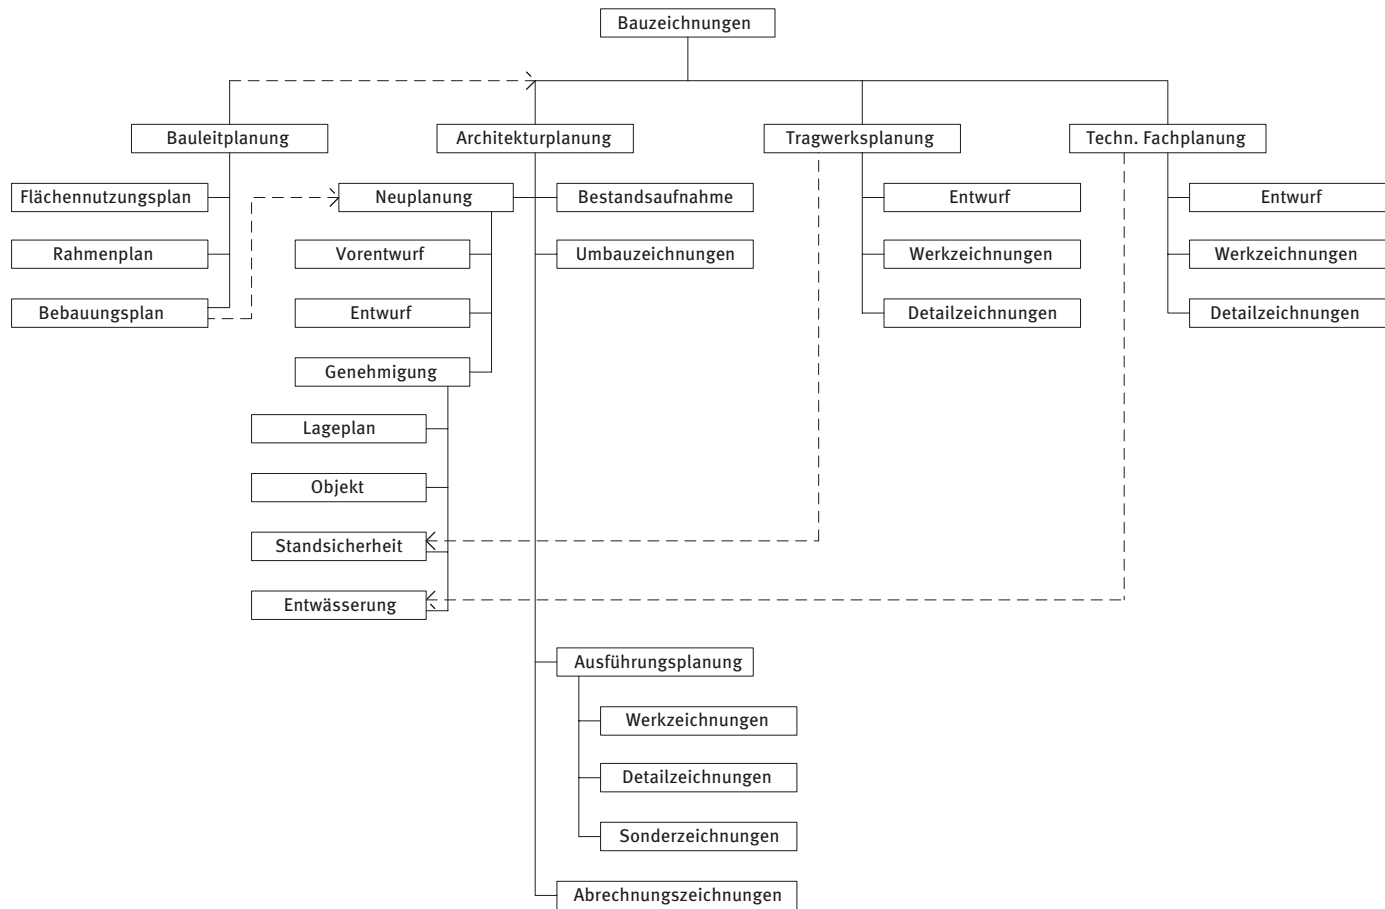 Bauzeichnungen
Bauleitplanung
Architekturplanung
Tragwerksplanung
Techn. Fachplanung
Flächennutzungsplan
Neuplanung
Bestandsaufnahme
Entwurf
Entwurf
Rahmenplan
Vorentwurf
Umbauzeichnungen
Werkzeichnungen
Werkzeichnungen
Bebauungsplan
Entwurf
Detailzeichnungen
Detailzeichnungen
Genehmigung
Lageplan
Objekt
Standsicherheit
Entwässerung
Ausführungsplanung
Werkzeichnungen
Detailzeichnungen
Sonderzeichnungen
Abrechnungszeichnungen